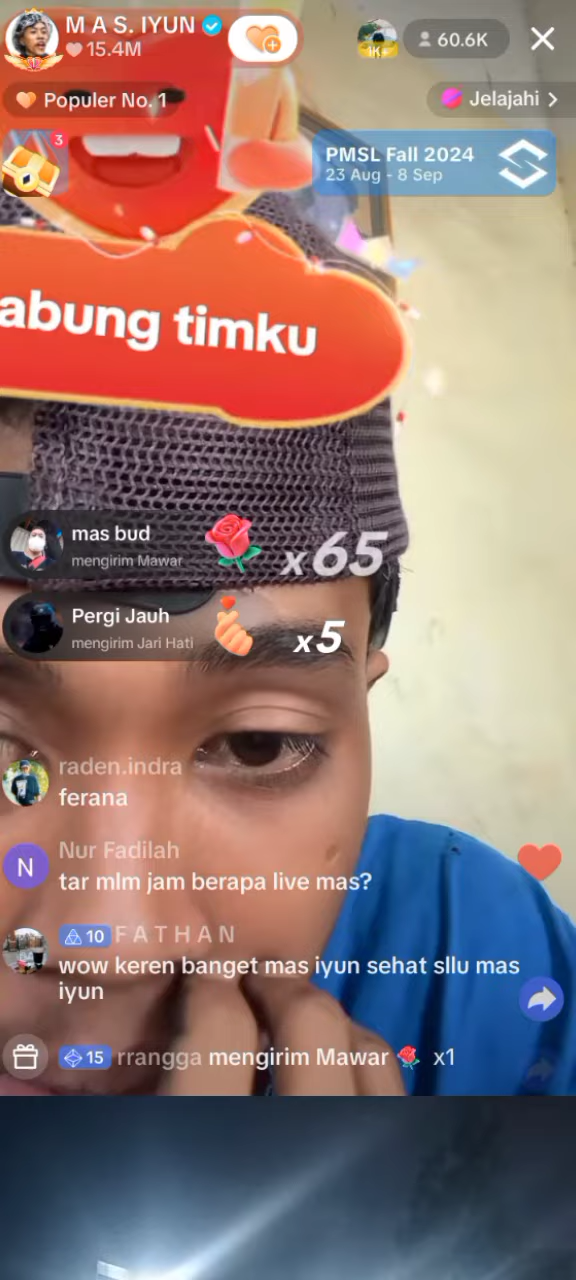 M A S. IYUN
15.4M
1K+
60.6K
Populer No. 1
Jelajahi
3
PMSL Fall 2024
23 Aug - 8 Sep
abung timku
mas bud
mengirim Mawar
x65
Pergi Jauh
mengirim Jari Hati
x5
raden.indra
ferana
N
Nur Fadilah
tar mlm jam berapa live mas?
10 F A T H A N
wow keren banget mas iyun sehat sllu mas
iyun
15 rrangga mengirim Mawar x1